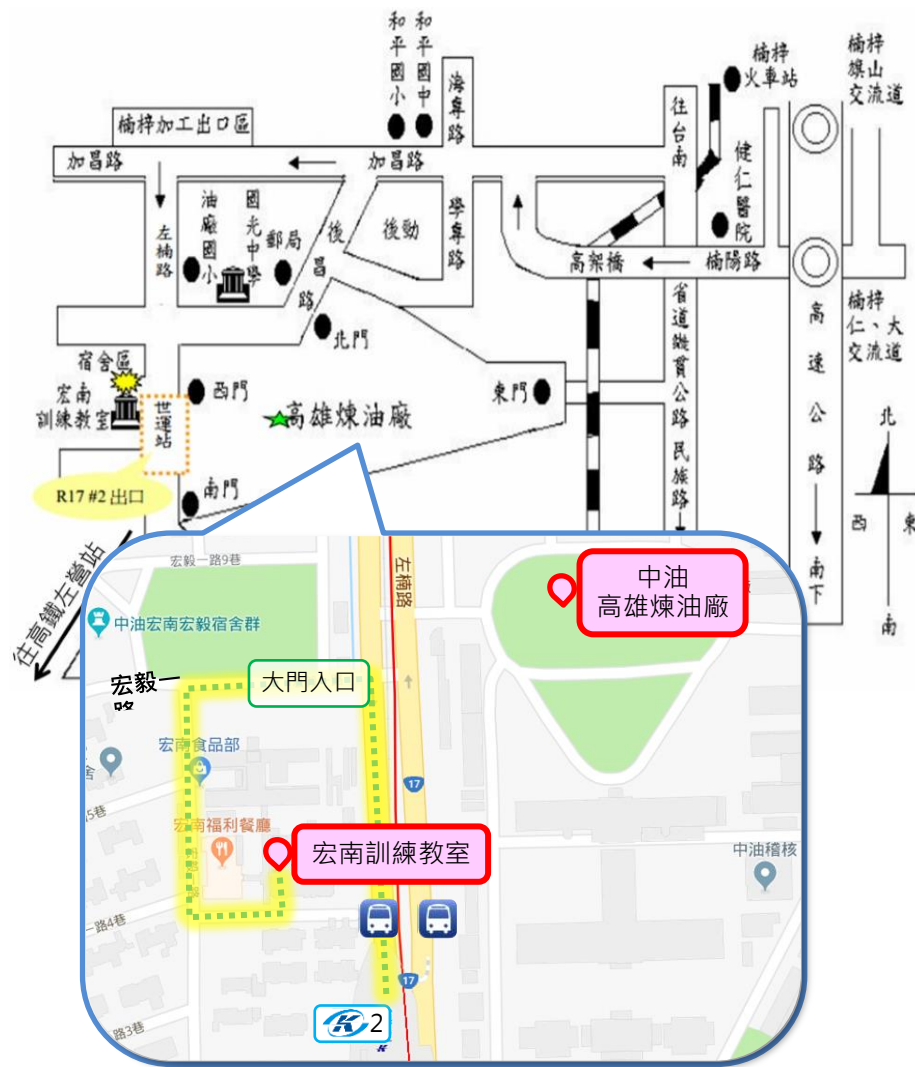 和平國小
和平國中
海專路
楠梓火車站
楠梓旗山交流道
楠梓加工出口區
往台南
加昌路
加昌路
健仁醫院
左楠路
油廠國小
國光中學
郵局
後昌路
後勁
學專路
高架橋
楠陽路
省道縱貫公路民族路
高速公路
楠梓仁、大交流道
北門
宿舍區
宏南
訓練教室
世運站
西門
高雄煉油廠
東門
北
西
東
南
R17 #2 出口
南門
南下
往高鐵左營站
宏毅一路9巷
左楠路
中油
高雄煉油廠
中油宏南宏毅宿舍群
大門入口
宏毅一
路
宏南食品部
17
舍
5巷
宏南福利餐廳
宏南訓練教室
中油稽核
一路4巷
17
K 2
路3巷